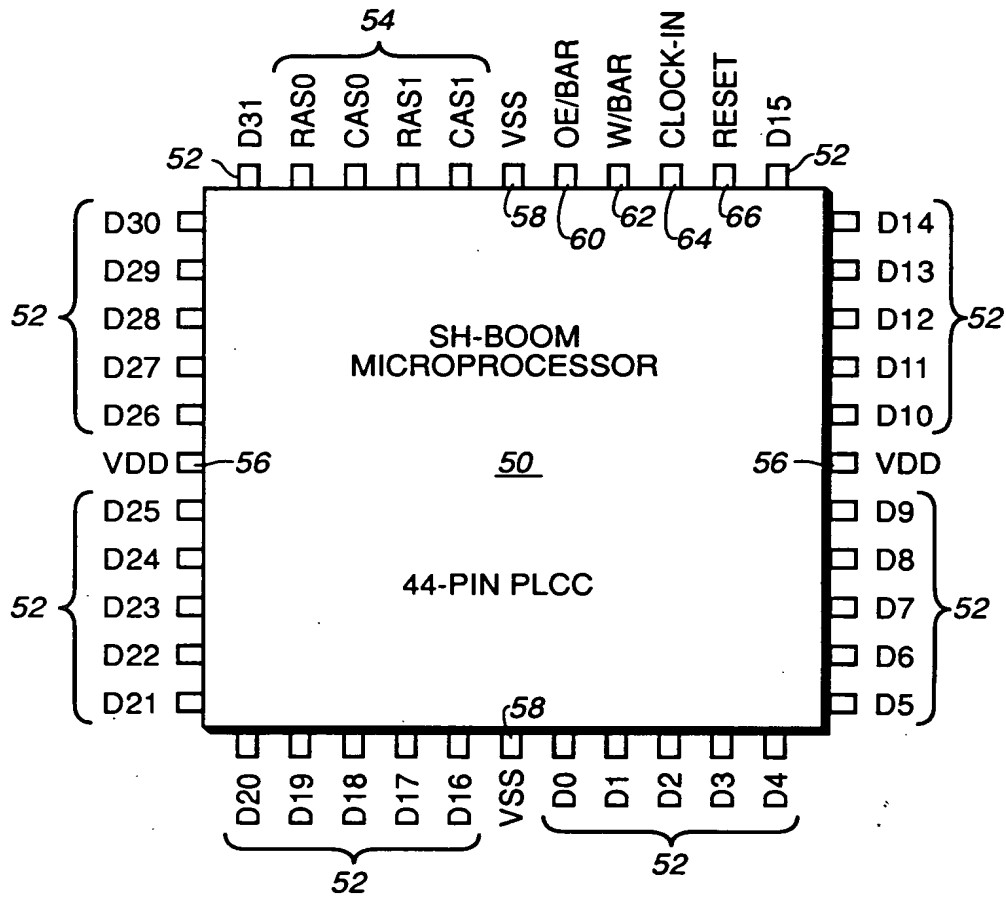 54
D31
RAS0
CAS0
RAS1
CAS1
VSS
OE/BAR
W/BAR
CLOCK-IN
RESET
D15
52
52
58
60
62
64
66
D30
D29
D28
D27
D26
52
D14
D13
D12
D11
D10
52
SH-BOOM
MICROPROCESSOR
VDD
56
50
56
VDD
D25
D24
D23
D22
D21
52
44-PIN PLCC
D9
D8
D7
D6
D5
52
58
D20
D19
D18
D17
D16
VSS
D0
D1
D2
D3
D4
52
52